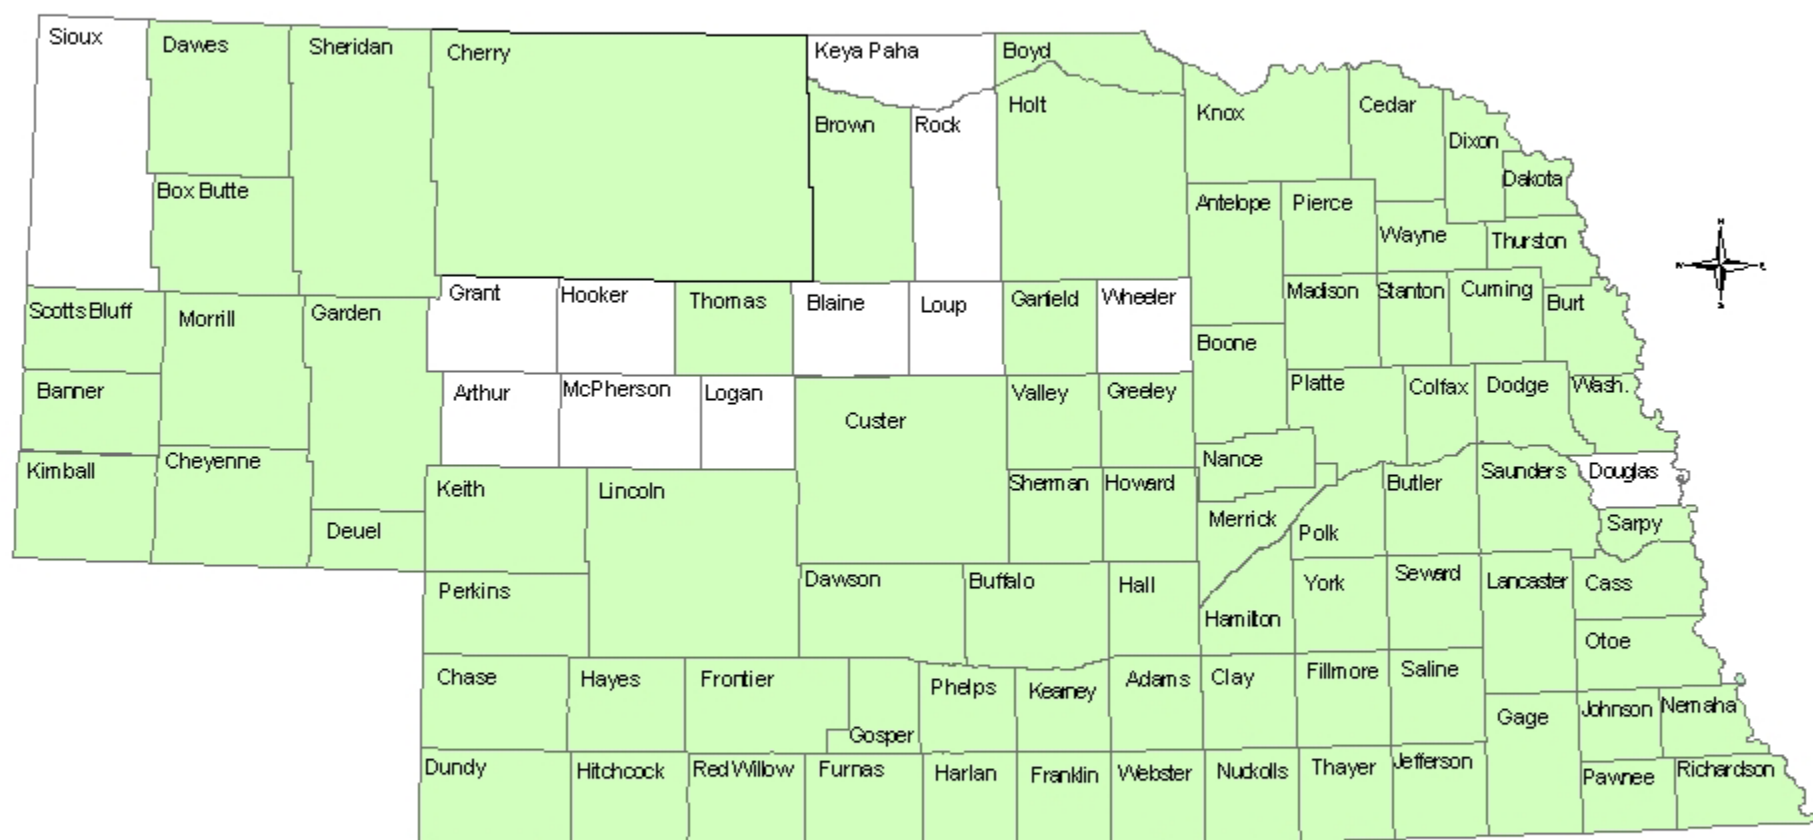 Sioux
Dawes
Sheridan
Cherry
Keya Paha
Boyd
Holt
Knox
Cedar
Dixon
Dakota
Brown
Rock
Box Butte
Antelope
Pierce
Wayne
Thurston
N
W
E
S
Scotts Bluff
Morrill
Garden
Grant
Hooker
Thomas
Blaine
Loup
Garfield
Wheeler
Madison
Stanton
Cuming
Burt
Boone
Banner
Arthur
McPherson
Logan
Custer
Valley
Greeley
Platte
Colfax
Dodge
Wash.
Kimball
Cheyenne
Keith
Lincoln
Sherman
Howard
Nance
Butler
Saunders
Douglas
Deuel
Merrick
Polk
Sarpy
Perkins
Dawson
Buffalo
Hall
Hamilton
York
Seward
Lancaster
Cass
Otoe
Chase
Hayes
Frontier
Gosper
Phelps
Kearney
Adams
Clay
Fillmore
Saline
Gage
Johnson
Nemaha
Dundy
Hitchcock
Red Willow
Furnas
Harlan
Franklin
Webster
Nuckolls
Thayer
Jefferson
Pawnee
Richardson